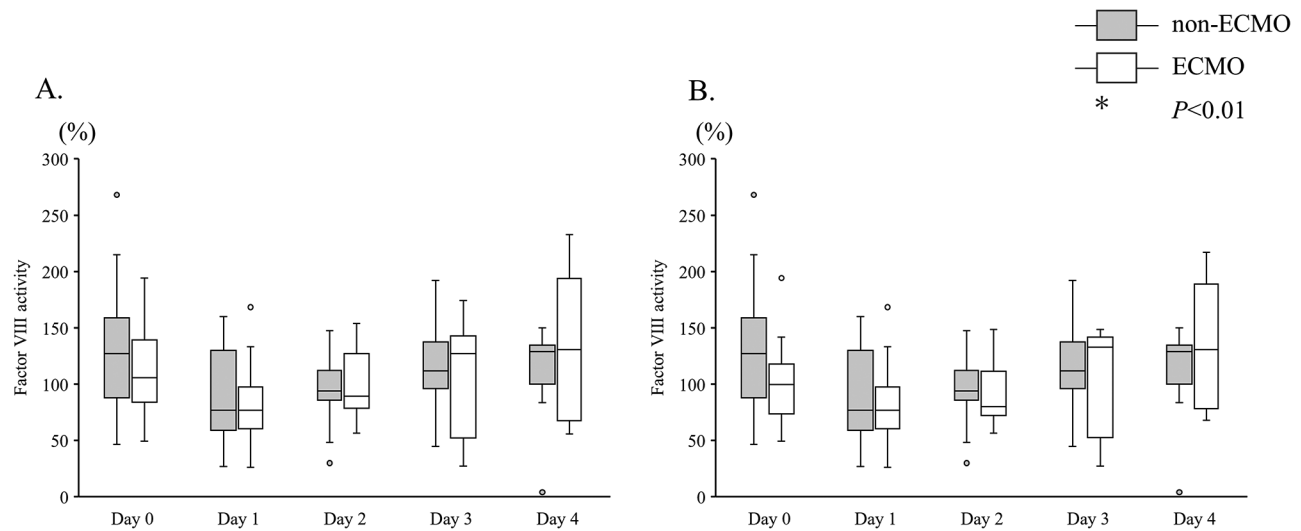 non-ECMO
ECMO
* P<0.01
A.
(%)
300
250
200
150
100
50
0
Factor VIII activity
Day 0 Day 1 Day 2 Day 3 Day 4
B.
(%)
300
250
200
150
100
50
0
Factor VIII activity
Day 0 Day 1 Day 2 Day 3 Day 4